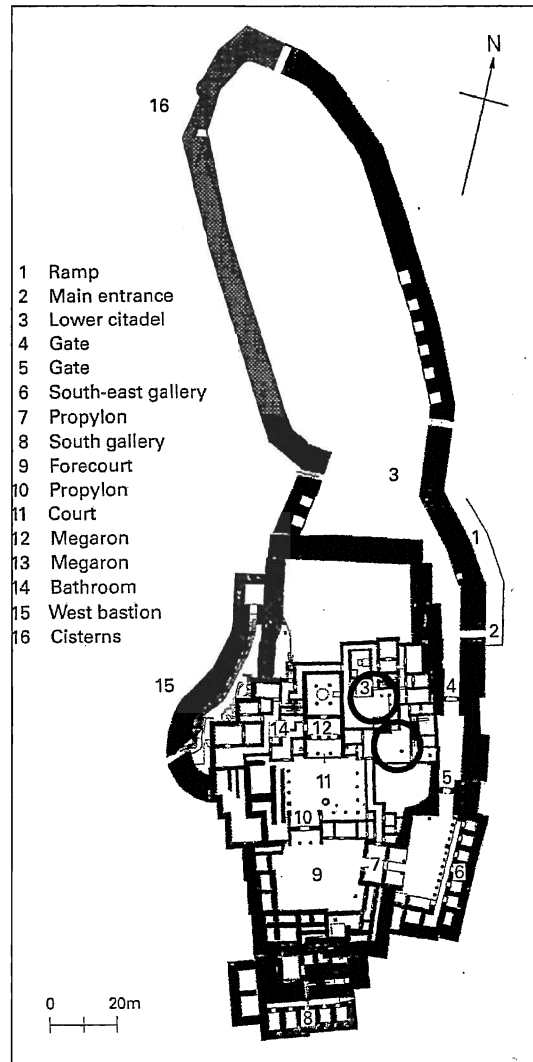 N
16
1 Ramp
2 Main entrance
3 Lower citadel
4 Gate
5 Gate
6 South-east gallery
7 Propylon
8 South gallery
9 Forecourt
10 Propylon
11 Court
12 Megaron
13 Megaron
14 Bathroom
15 West bastion
16 Cisterns
3
1
2
15
3
4
14
12
11
5
10
9
7
6
8
0 20m